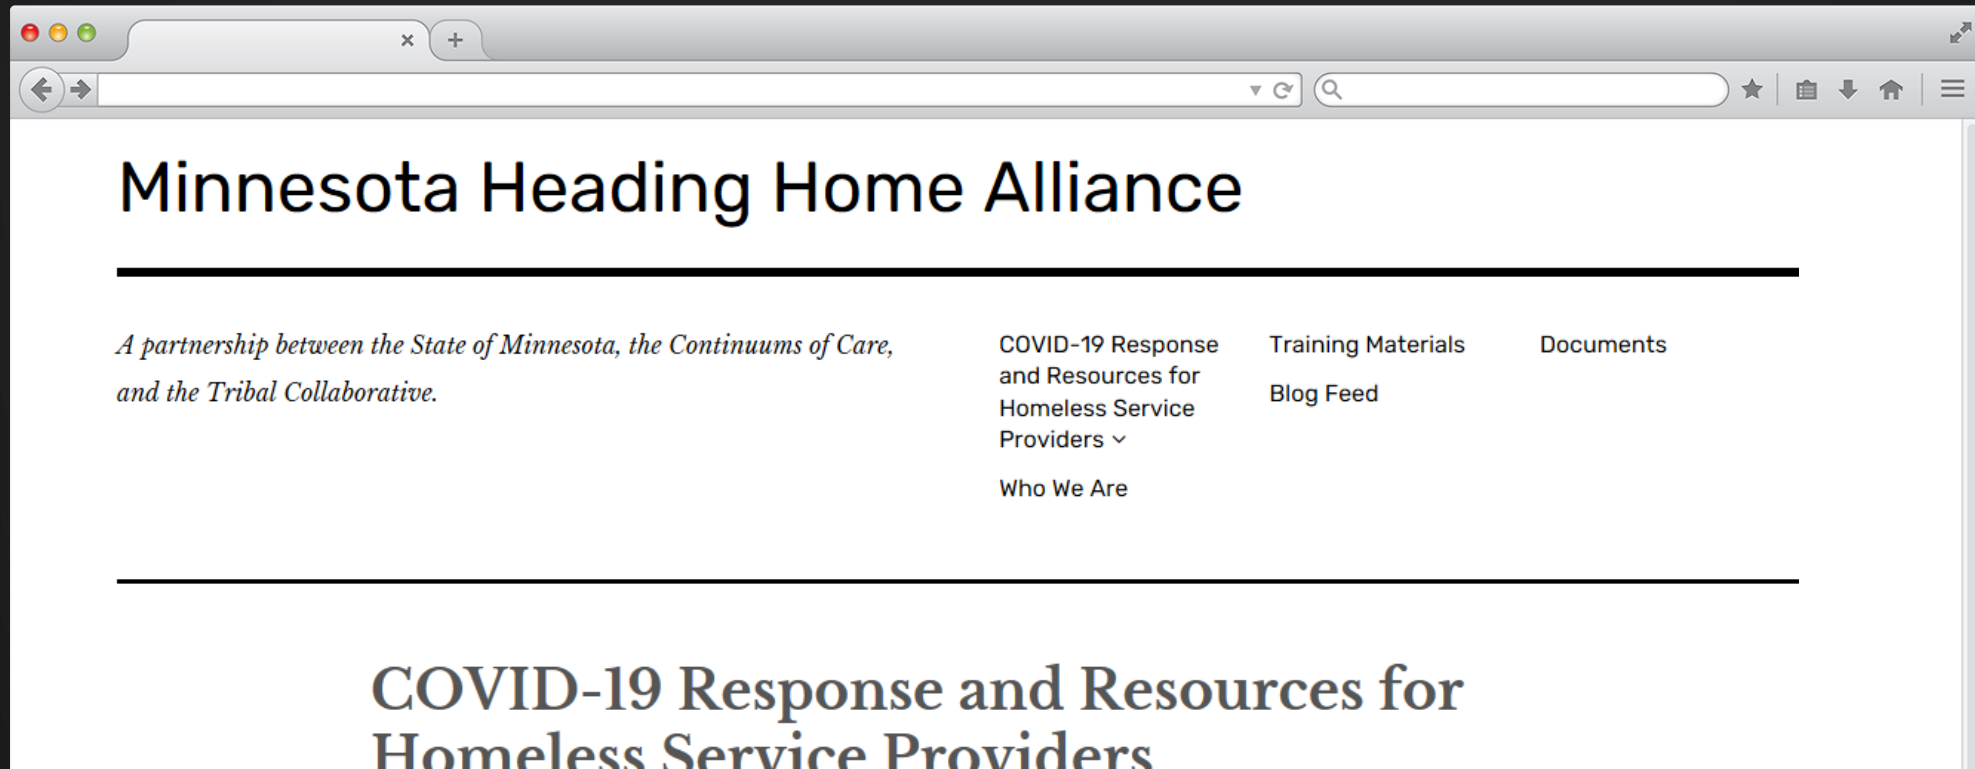 Minnesota Heading Home Alliance
A partnership between the State of Minnesota, the Continuums of Care,
and the Tribal Collaborative.
COVID-19 Response
and Resources for
Homeless Service
Providers
Who We Are
Training Materials
Blog Feed
Documents
COVID-19 Response and Resources for
Homeless Service Providers